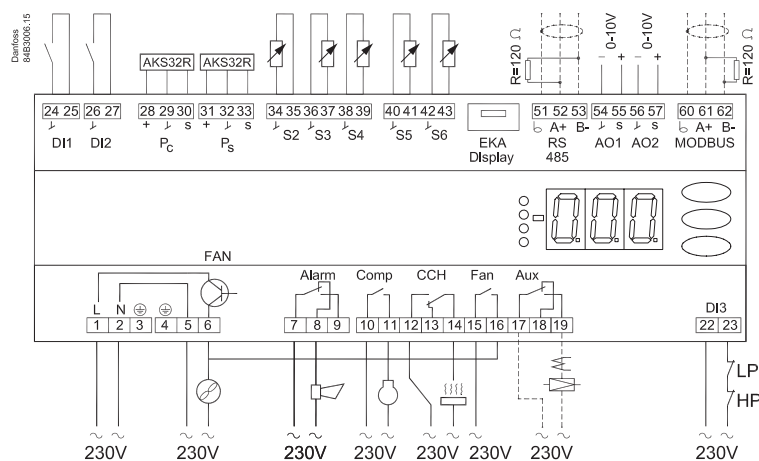 Danfoss
84B3006.15
AKS32R AKS32R
0-10V 0-10V
R=120 Ω R=120 Ω
24 25 26 27 28 29 30 31 32 33 34 35 36 37 38 39 40 41 42 43 51 52 53 54 55 56 57 60 61 62
+ s + s S2 S3 S4 S5 S6 A+ B- s s A+ B-
DI1 DI2 Pc Ps EKA Display RS 485 AO1 AO2 MODBUS
− + − +
FAN
Alarm Comp CCH Fan Aux
L N DI3
1 2 3 4 5 6 7 8 9 10 11 12 13 14 15 16 17 18 19 22 23
LP
HP
~ ~ ~ ~ ~ ~ ~ ~ ~ ~ ~ ~ ~ ~ ~ ~
230V 230V 230V 230V 230V 230V 230V 230V